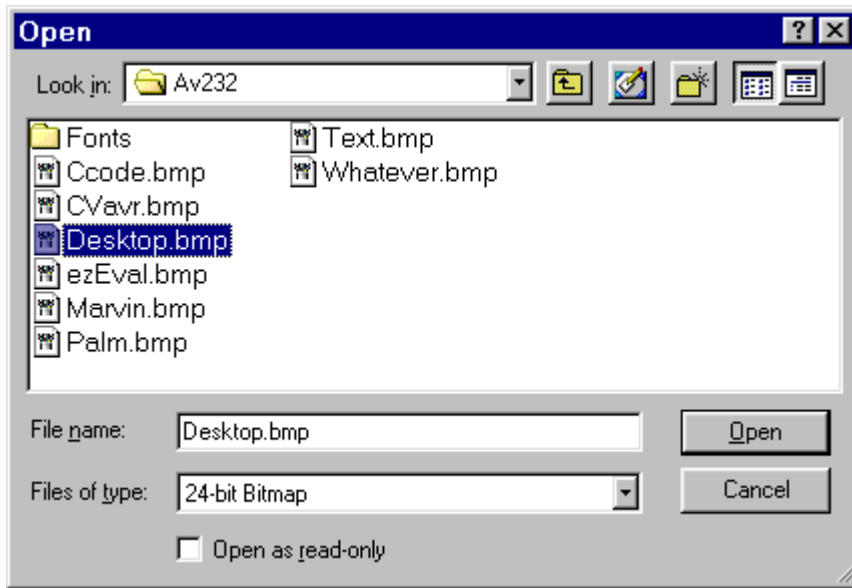 Open
Look in: Av232
Fonts
Ccode.bmp
CVavr.bmp
Desktop.bmp
ezEval.bmp
Marvin.bmp
Palm.bmp
Text.bmp
Whatever.bmp
File name: Desktop.bmp Open
Files of type: 24-bit Bitmap Cancel
Open as read-only